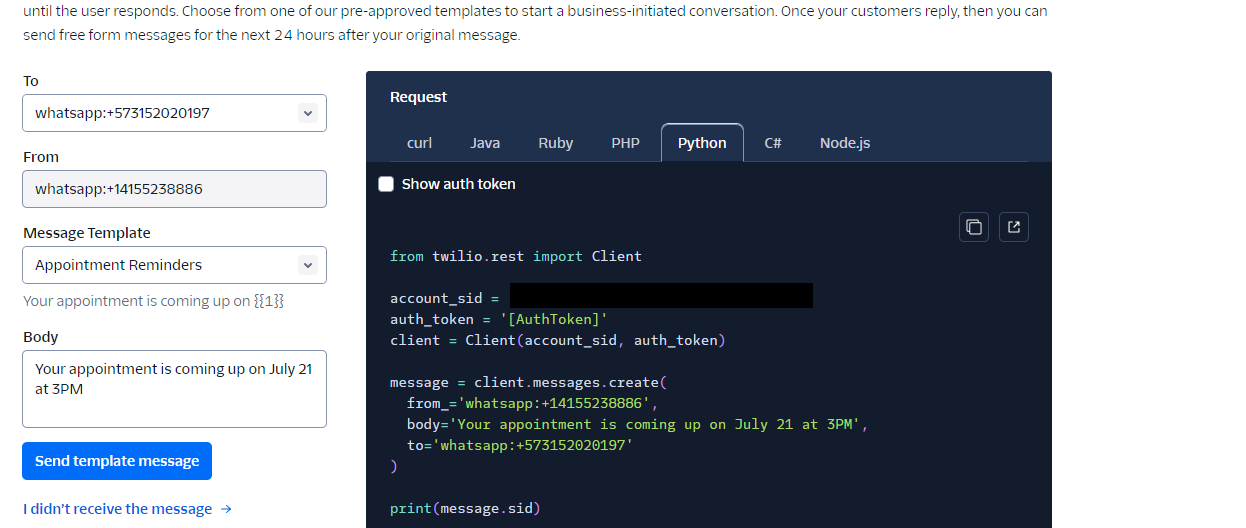 until the user responds. Choose from one of our pre-approved templates to start a business-initiated conversation. Once your customers reply, then you can
send free form messages for the next 24 hours after your original message.
To
whatsapp:+573152020197
From
whatsapp:+14155238886
Message Template
Appointment Reminders
Your appointment is coming up on {{1}}
Body
Your appointment is coming up on July 21
at 3PM
Send template message
I didn't receive the message →
Request
curl Java Ruby PHP Python C# Node.js
Show auth token
from twilio.rest import Client
account_sid =
auth_token = '[AuthToken]'
client = Client(account_sid, auth_token)
message = client.messages.create(
from_='whatsapp:+14155238886',
body='Your appointment is coming up on July 21 at 3PM',
to='whatsapp:+573152020197'
)
print(message.sid)